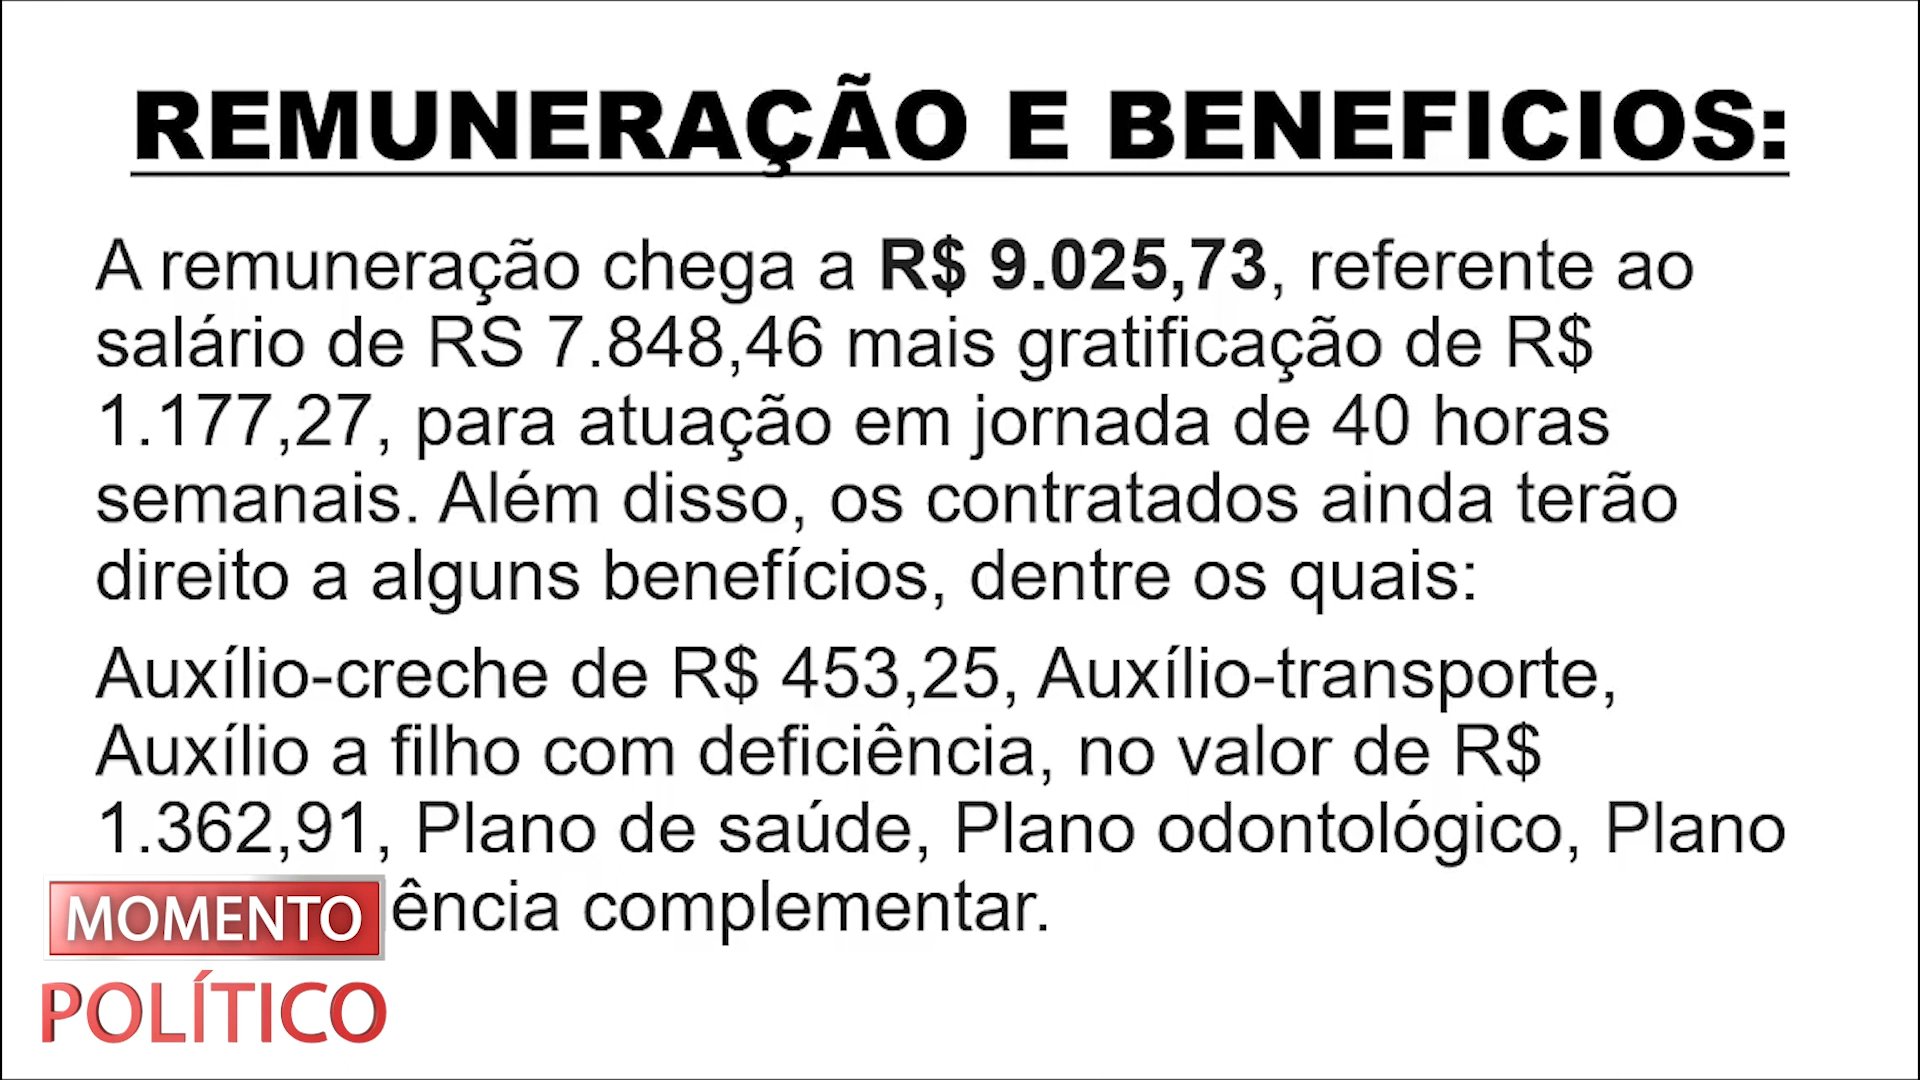 REMUNERAÇÃO E BENEFICIOS:
A remuneração chega a R$ 9.025,73, referente ao
salário de RS 7.848,46 mais gratificação de R$
1.177,27, para atuação em jornada de 40 horas
semanais. Além disso, os contratados ainda terão
direito a alguns benefícios, dentre os quais:
Auxílio-creche de R$ 453,25, Auxílio-transporte,
Auxílio a filho com deficiência, no valor de R$
1.362,91, Plano de saúde, Plano odontológico, Plano
ência complementar.
MOMENTO
POLÍTICO